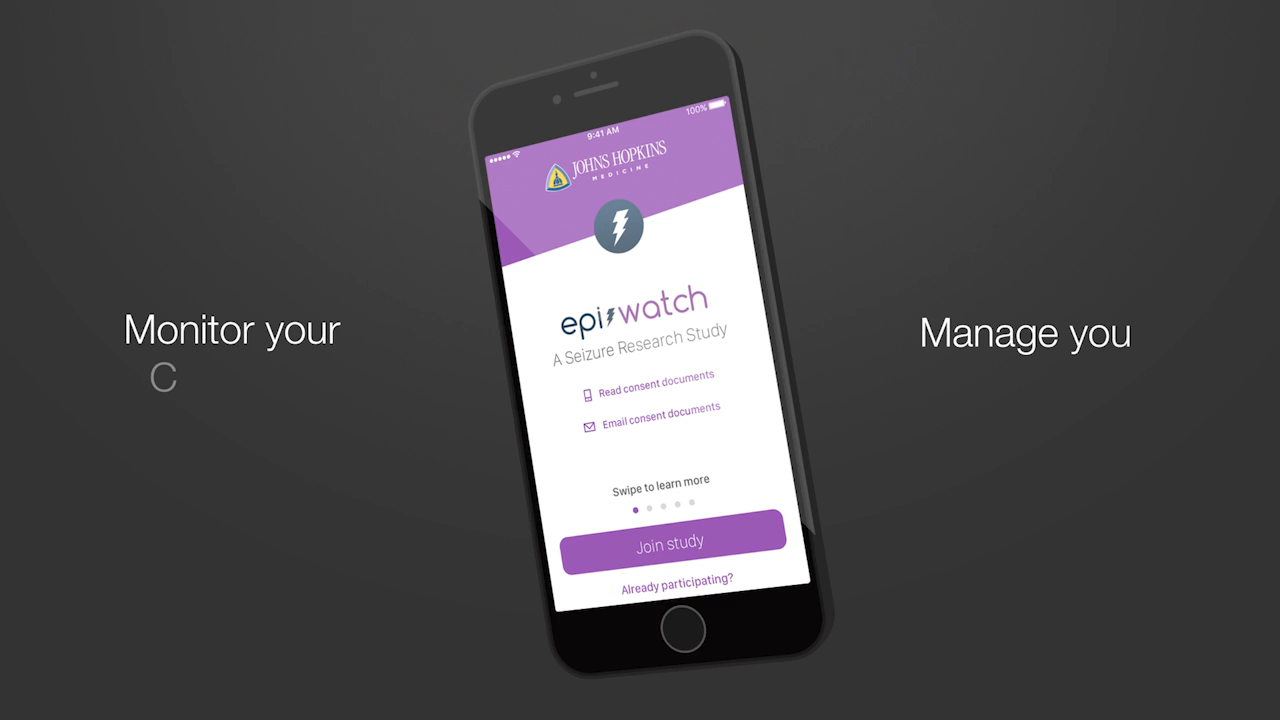 9:41 AM
100%
JOHNS HOPKINS
MEDICINE
epi watch
A Seizure Research Study
Read consent documents
Email consent documents
Swipe to learn more
Join study
Already participating?
Monitor your
C
Manage you